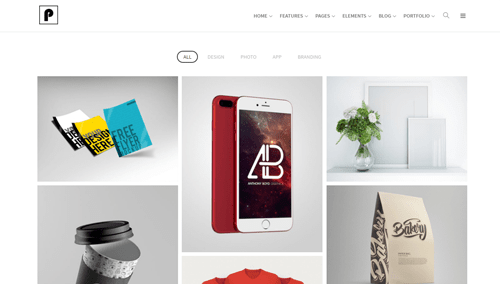 P
HOME FEATURES PAGES ELEMENTS BLOG PORTFOLIO
ALL DESIGN PHOTO APP BRANDING
YOUR DESIGN HERE
FREE FLYER
AB
ANTHONY BOYD GRAPHICS
Bakery